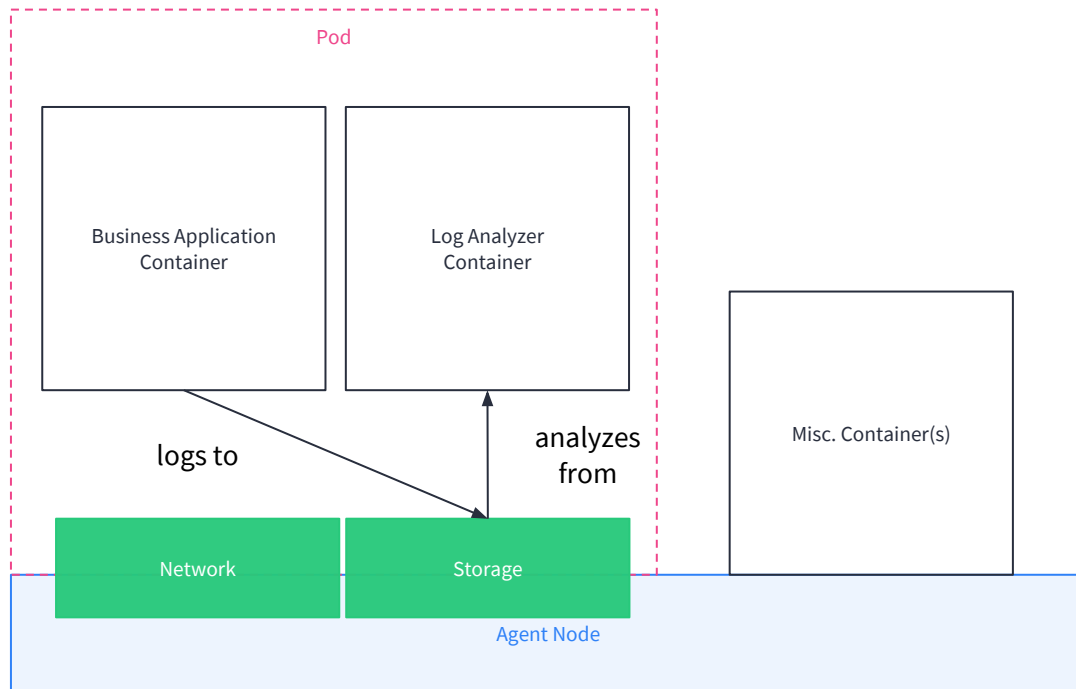 Pod
Business Application
Container
Log Analyzer
Container
Misc. Container(s)
logs to
analyzes
from
Network
Storage
Agent Node